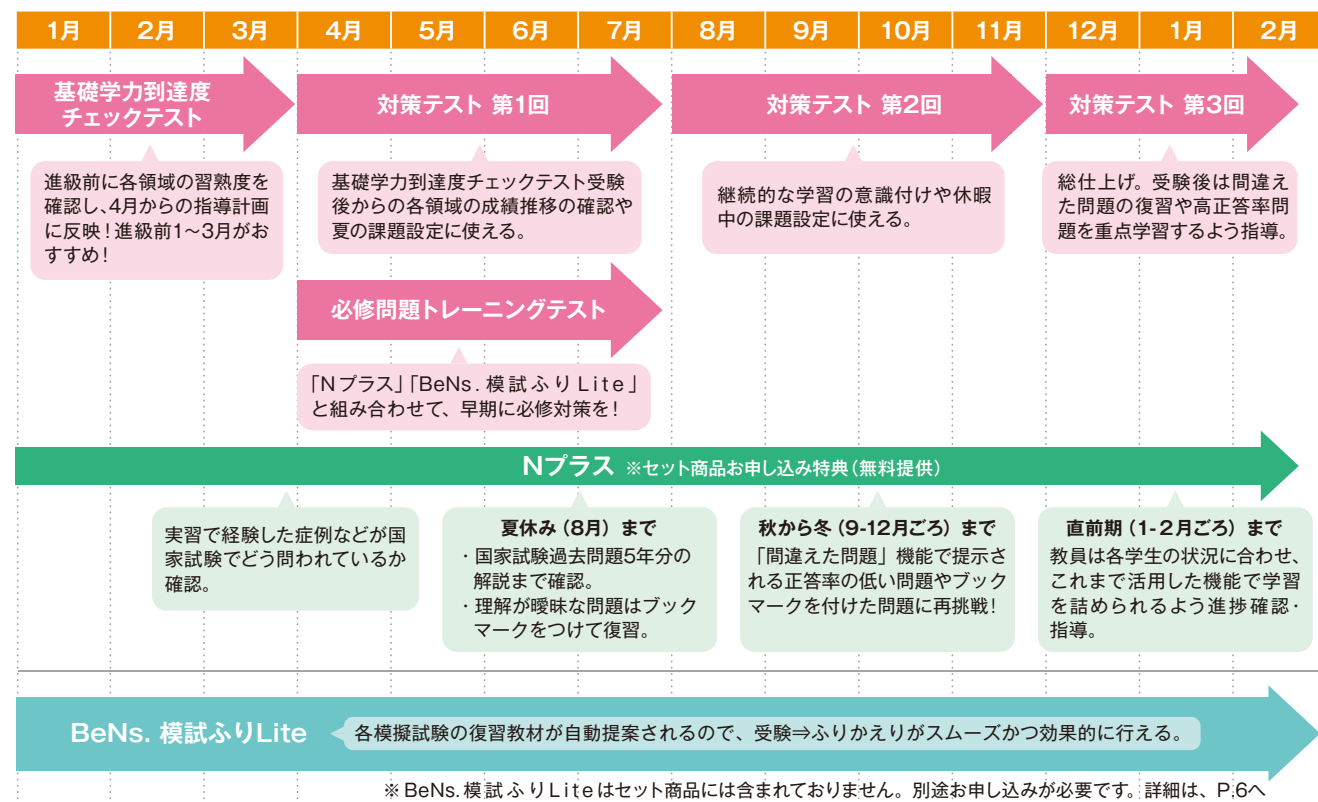 1月 2月 3月 4月 5月 6月 7月 8月 9月 10月 11月 12月 1月 2月
基礎学力到達度
チェックテスト
対策テスト 第1回
対策テスト 第2回
対策テスト 第3回
進級前に各領域の習熟度を
確認し、4月からの指導計画
に反映！進級前1～3月がお
すすめ！
基礎学力到達度チェックテスト受験
後からの各領域の成績推移の確認や
夏の課題設定に使える。
継続的な学習の意識付けや休暇
中の課題設定に使える。
総仕上げ。受験後は間違え
た問題の復習や高正答率問
題を重点学習するよう指導。
必修問題トレーニングテスト
「Nプラス」「BeNs.模試ふりLite」
と組み合わせて、早期に必修対策を！
Nプラス ※セット商品お申し込み特典（無料提供）
実習で経験した症例などが国
家試験でどう問われているか
確認。
夏休み（8月）まで
・国家試験過去問題5年分の
解説まで確認。
・理解が曖昧な問題はブック
マークをつけて復習。
秋から冬（9-12月ごろ）まで
「間違えた問題」機能で提示さ
れる正答率の低い問題やブック
マークを付けた問題に再挑戦！
直前期（1-2月ごろ）まで
教員は各学生の状況に合わせ、
これまで活用した機能で学習
を詰められるよう進捗確認・
指導。
BeNs. 模試ふりLite
各模擬試験の復習教材が自動提案されるので、受験⇒ふりかえりがスムーズかつ効果的に行える。
※BeNs.模試ふりLiteはセット商品には含まれておりません。別途お申し込みが必要です。詳細は、P.6へ